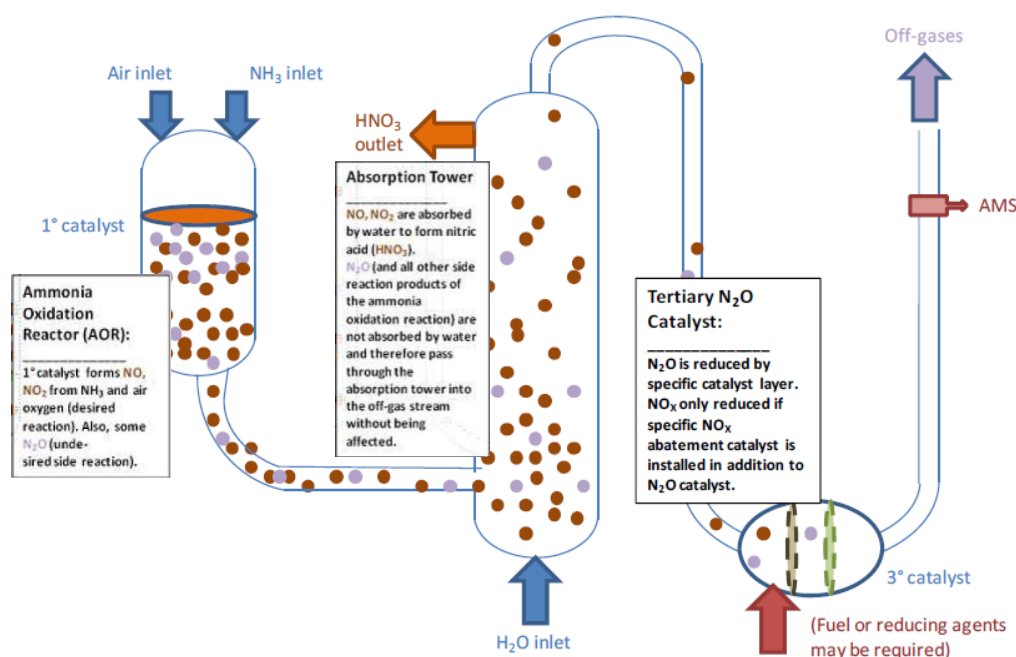 Air inlet
NH3 inlet
1° catalyst
Ammonia
Oxidation
Reactor (AOR):
______________
1°catalyst forms NO,
NO2 from NH3 and air
oxygen (desired
reaction). Also, some
N2O (unde-
sired side reaction).
HNO3
outlet
Absorption Tower
______________
NO, NO2 are absorbed
by water to form nitric
acid (HNO3).
N2O (and all other side
reaction products of
the ammonia
oxidation reaction) are
not absorbed by water
and therefore pass
through the
absorption tower into
the off-gas stream
without being
affected.
H2O inlet
Tertiary N2O
Catalyst:
______________
N2O is reduced by
specific catalyst layer.
NOX only reduced if
specific NOX
abatement catalyst is
installed in addition to
N2O catalyst.
Off-gases
AMS
3° catalyst
(Fuel or reducing agents
may be required)